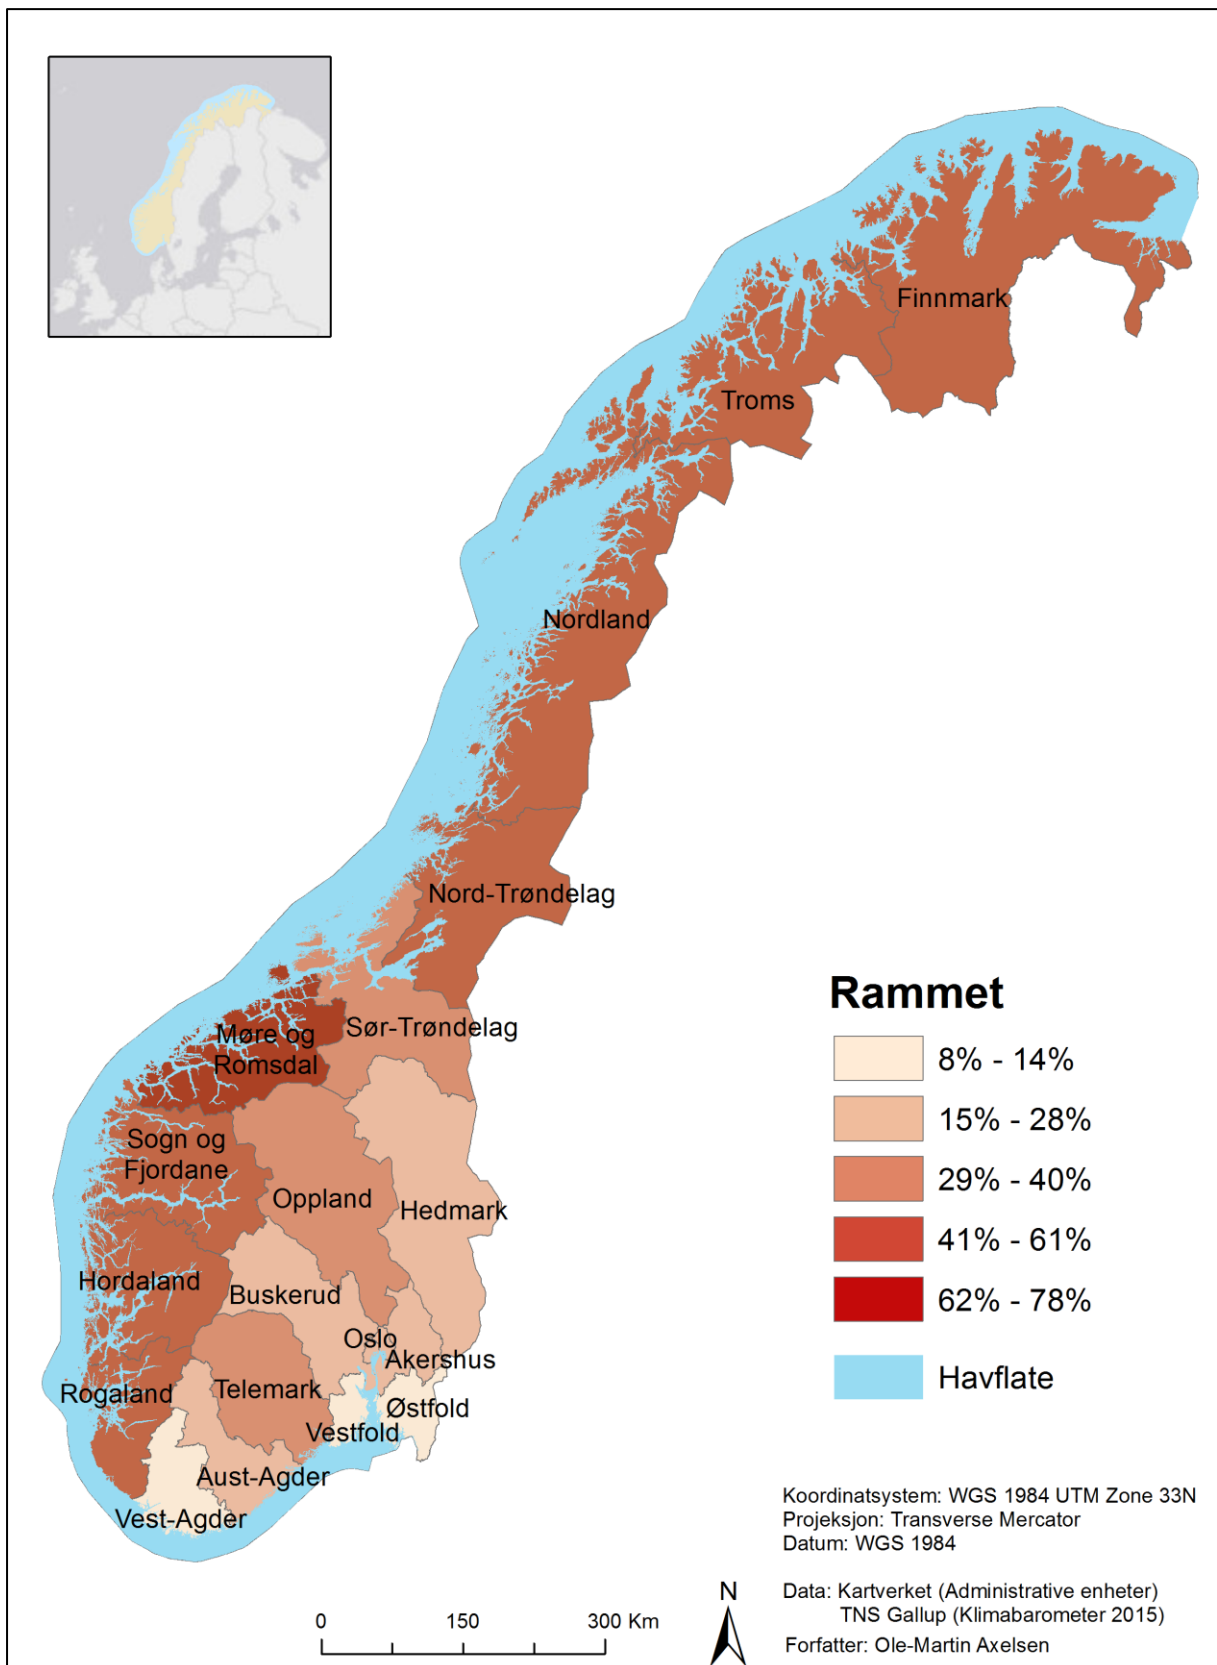 Finnmark
Troms
Nordland
Nord-Trøndelag
Sør-Trøndelag
Møre og
Romsdal
Sogn og
Fjordane
Oppland
Hedmark
Hordaland
Buskerud
Oslo
Akershus
Rogaland
Telemark
Østfold
Vestfold
Aust-Agder
Vest-Agder
Rammet
8% - 14%
15% - 28%
29% - 40%
41% - 61%
62% - 78%
Havflate
Koordinatsystem: WGS 1984 UTM Zone 33N
Projeksjon: Transverse Mercator
Datum: WGS 1984
Data: Kartverket (Administrative enheter)
TNS Gallup (Klimabarometer 2015)
Forfatter: Ole-Martin Axelsen
N
0 150 300 Km